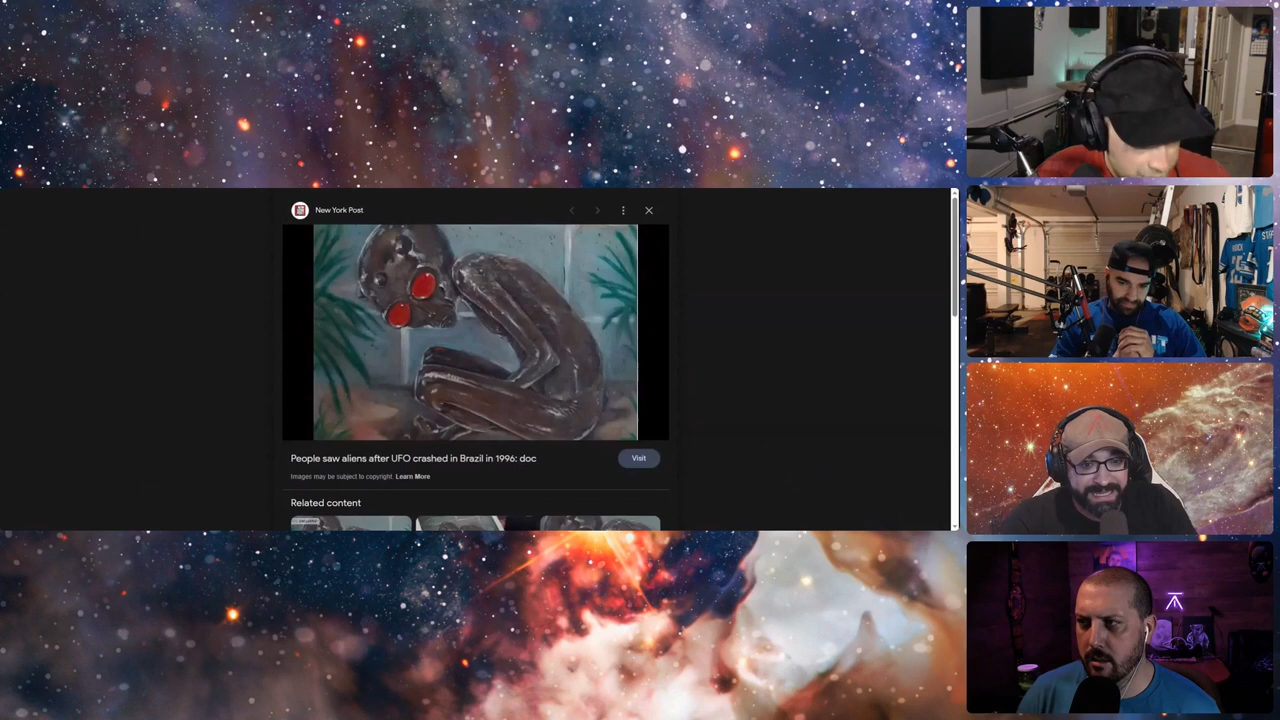 New York Post
People saw aliens after UFO crashed in Brazil in 1996: doc
Visit
Images may be subject to copyright. Learn More
Related content